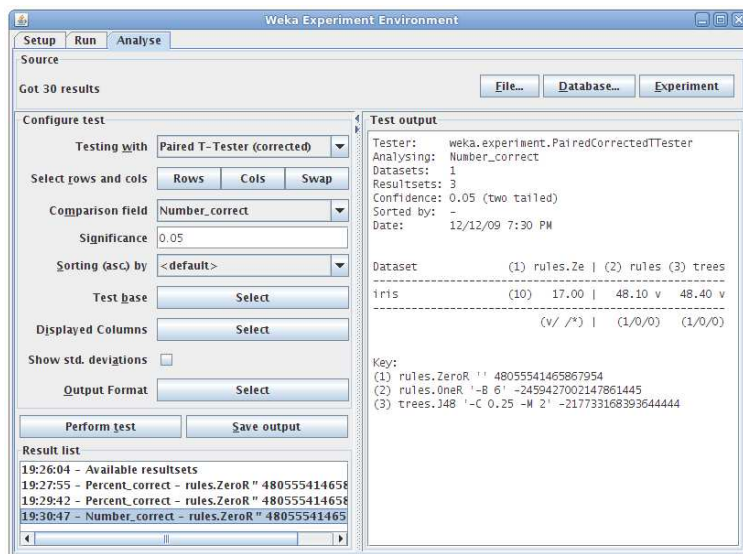 Weka Experiment Environment
Setup Run Analyse
Source
Got 30 results
File... Database... Experiment
Configure test
Testing with Paired T-Tester (corrected)
Select rows and cols Rows Cols Swap
Comparison field Number_correct
Significance 0.05
Sorting (asc.) by <default>
Test base Select
Displayed Columns Select
Show std. deviations
Output Format Select
Perform test Save output
Result list
19:26:04 - Available resultsets
19:27:55 - Percent_correct - rules.ZeroR '' 480555414658
19:29:42 - Percent_correct - rules.ZeroR '' 480555414658
19:30:47 - Number_correct - rules.ZeroR '' 48055541465
Test output
Tester: weka.experiment.PairedCorrectedTTester
Analysing: Number_correct
Datasets: 1
Resultsets: 3
Confidence: 0.05 (two tailed)
Sorted by: -
Date: 12/12/09 7:30 PM
Dataset (1) rules.Ze | (2) rules (3) trees
--------------------------------------------------------
iris (10) 17.00 | 48.10 v 48.40 v
--------------------------------------------------------
(v/ /*) | (1/0/0) (1/0/0)
Key:
(1) rules.ZeroR '' 48055541465867954
(2) rules.OneR '-B 6' -2459427002147861445
(3) trees.J48 '-C 0.25 -M 2' -217733168393644444